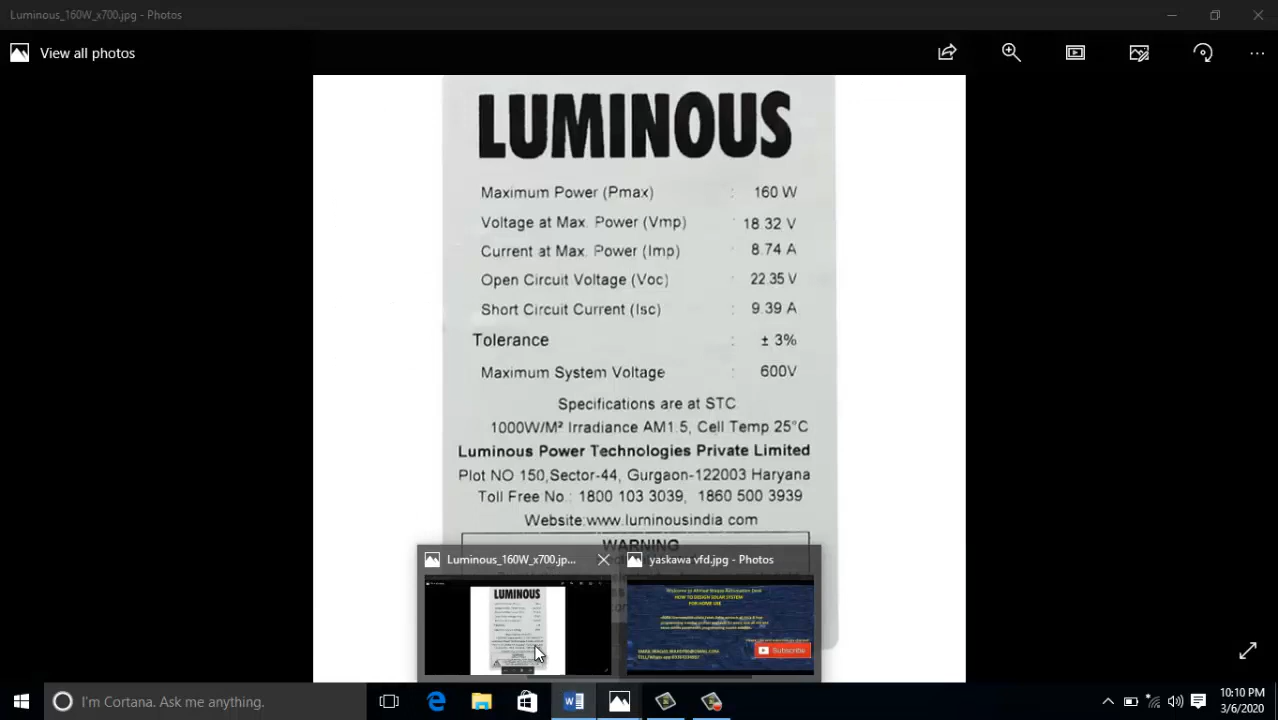 Luminous_160W_x700.jpg - Photos
View all photos
LUMINOUS
Maximum Power (Pmax) : 160 W
Voltage at Max. Power (Vmp) : 18.32 V
Current at Max. Power (Imp) : 8.74 A
Open Circuit Voltage (Voc) : 22.35 V
Short Circuit Current (Isc) : 9.39 A
Tolerance : ± 3%
Maximum System Voltage : 600V
Specifications are at STC
1000W/M² Irradiance AM1.5, Cell Temp 25°C
Luminous Power Technologies Private Limited
Plot NO 150,Sector-44, Gurgaon-122003 Haryana
Toll Free No.: 1800 103 3039, 1860 500 3939
Website:www.luminousindia.com
WARNING
Luminous_160W_x700.jp...
yaskawa vfd.jpg - Photos
LUMINOUS
HOW TO DESIGN SOLAR SYSTEM
FOR HOME USE
Subscribe
I'm Cortana. Ask me anything.
10:10 PM
3/6/2020